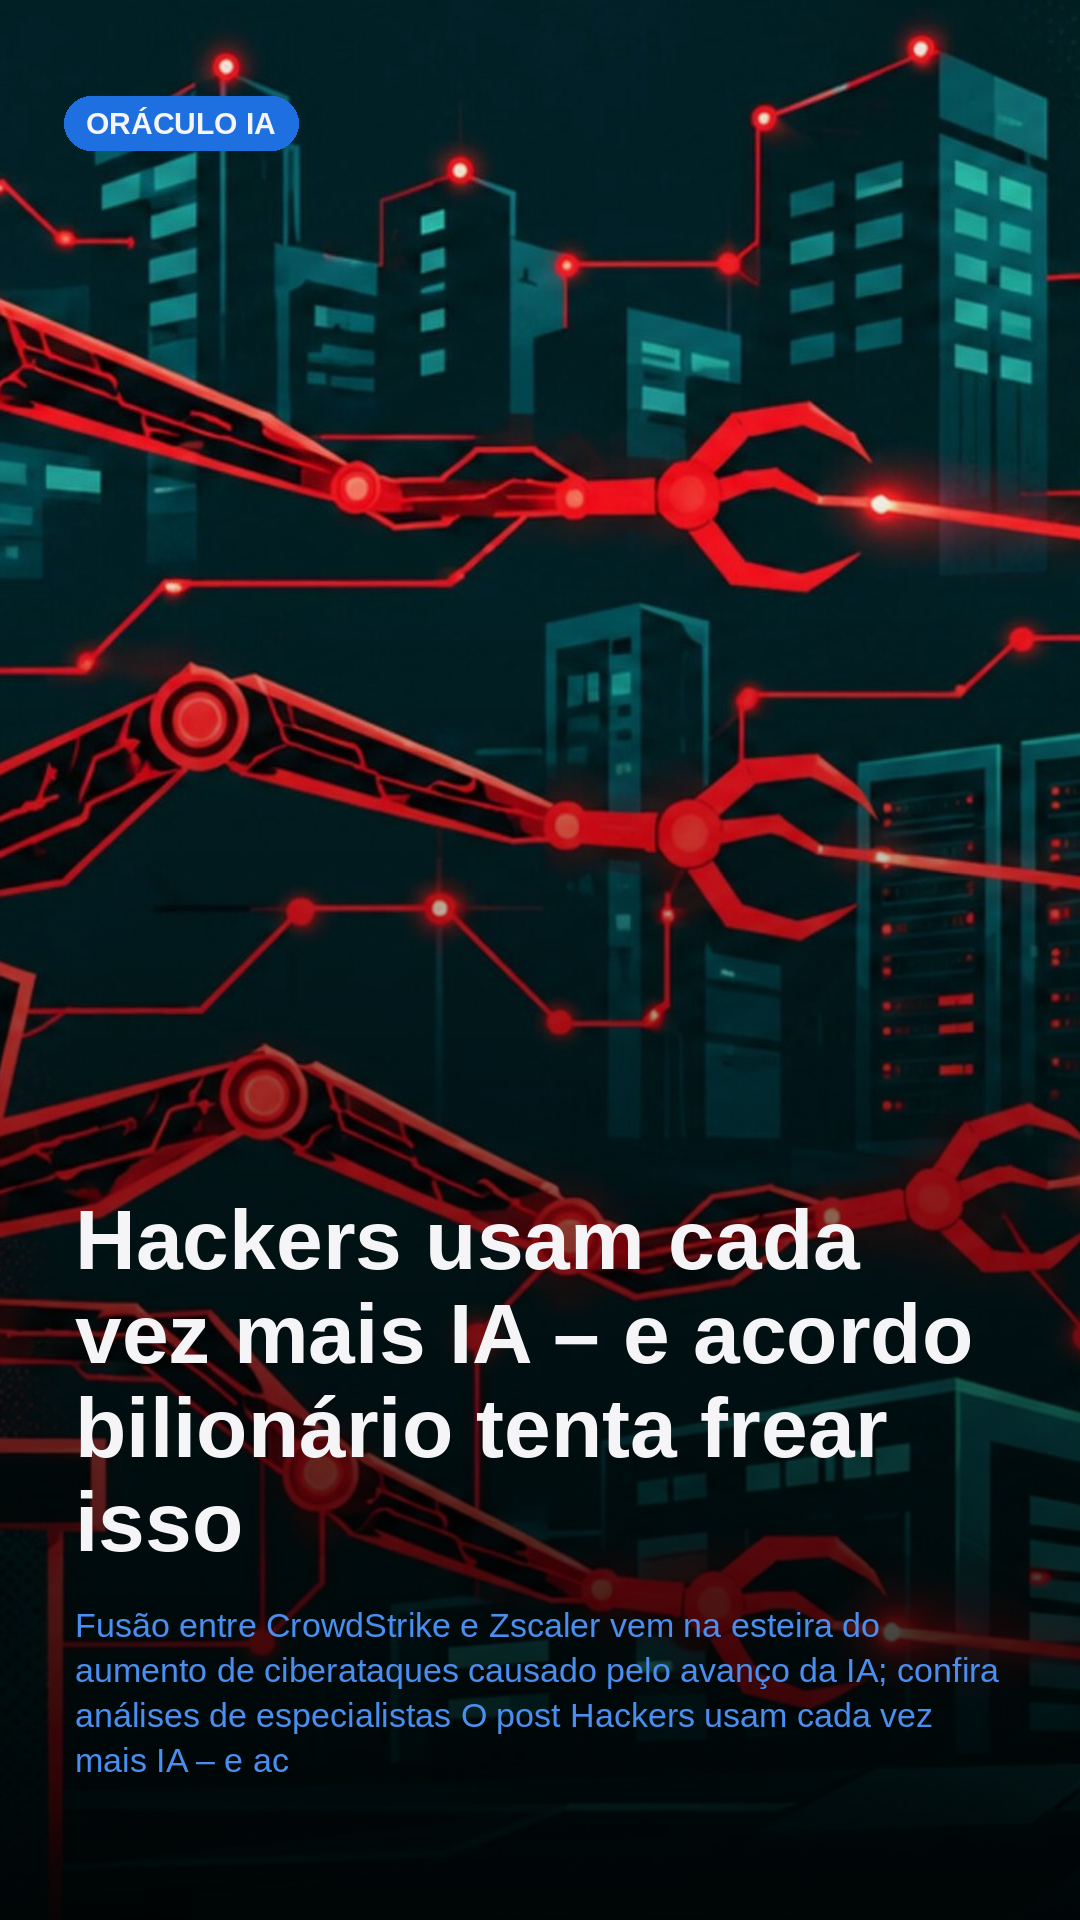 ORÁCULO IA
Hackers usam cada
vez mais IA – e acordo
bilionário tenta frear
isso
Fusão entre CrowdStrike e Zscaler vem na esteira do
aumento de ciberataques causado pelo avanço da IA; confira
análises de especialistas O post Hackers usam cada vez
mais IA – e ac